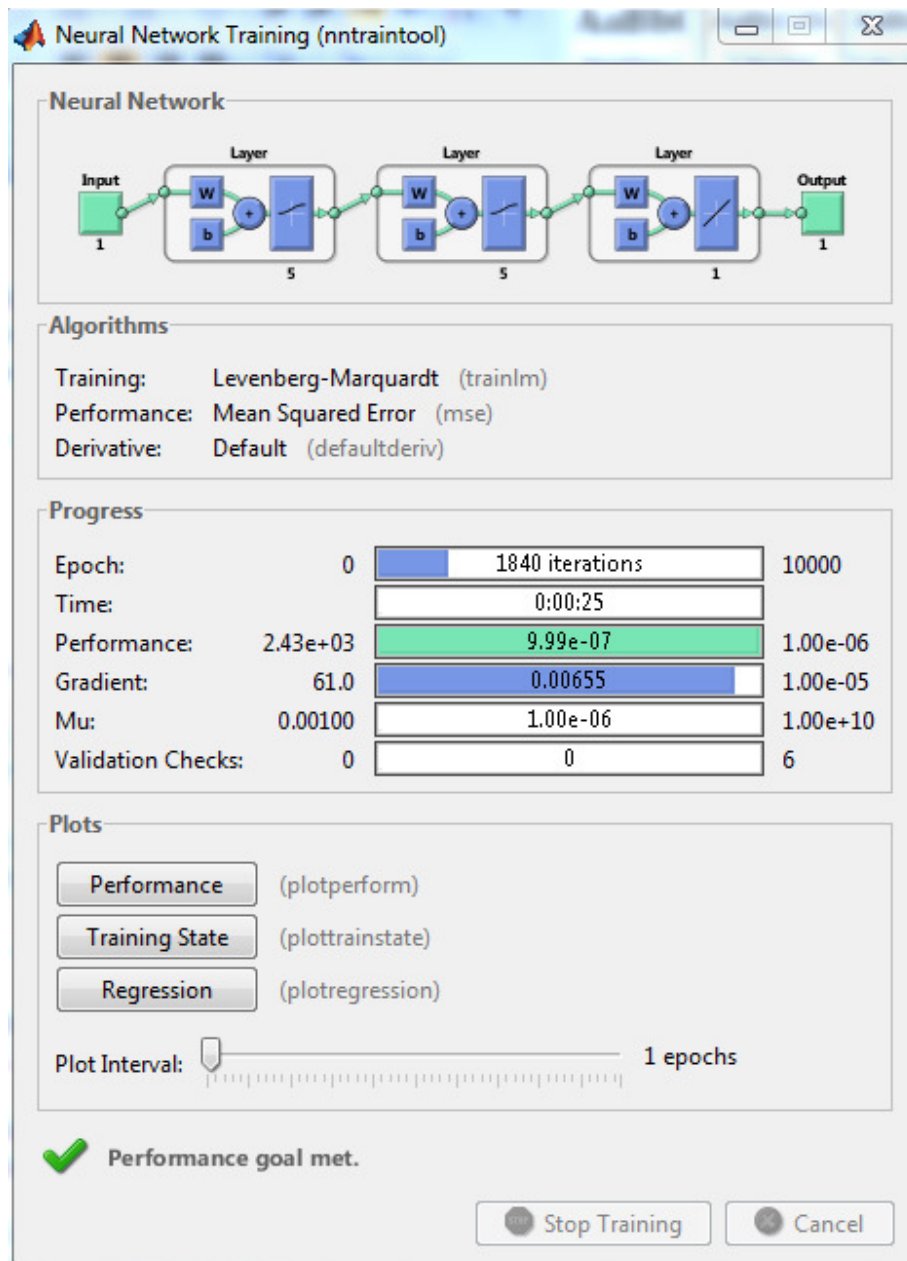 Neural Network Training (nntraintool)
Neural Network
Layer Layer Layer
Input Output
W W W
+ + +
b b b
1 1
5 5 1
Algorithms
Training: Levenberg-Marquardt (trainlm)
Performance: Mean Squared Error (mse)
Derivative: Default (defaultderiv)
Progress
Epoch: 0 1840 iterations 10000
Time: 0:00:25
Performance: 2.43e+03 9.99e-07 1.00e-06
Gradient: 61.0 0.00655 1.00e-05
Mu: 0.00100 1.00e-06 1.00e+10
Validation Checks: 0 0 6
Plots
Performance (plotperform)
Training State (plottrainstate)
Regression (plotregression)
Plot Interval: 1 epochs
Performance goal met.
STOP Stop Training Cancel